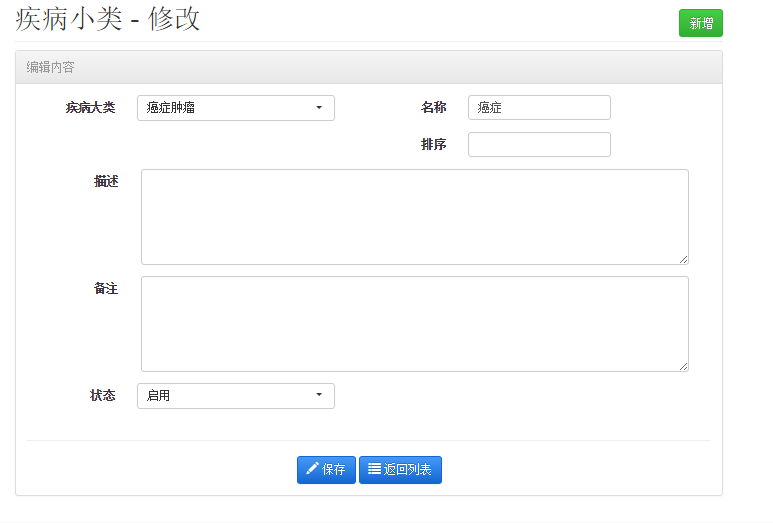 疾病小类 - 修改
新增
编辑内容
疾病大类 癌症肿瘤 名称 癌症
排序
描述
备注
状态 启用
保存 返回列表